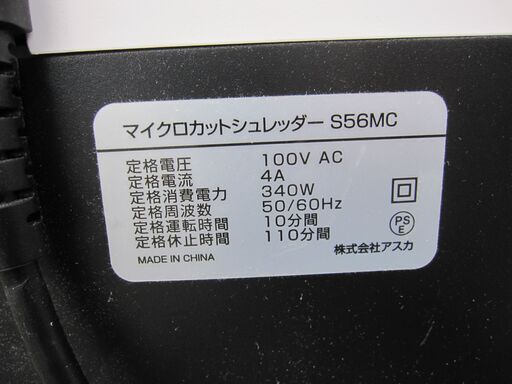 マイクロカットシュレッダー S56MC
定格電圧 100V AC
定格電流 4A
定格消費電力 340W
定格周波数 50/60Hz
定格運転時間 10分間
定格休止時間 110分間
MADE IN CHINA
PS
E
株式会社アスカ